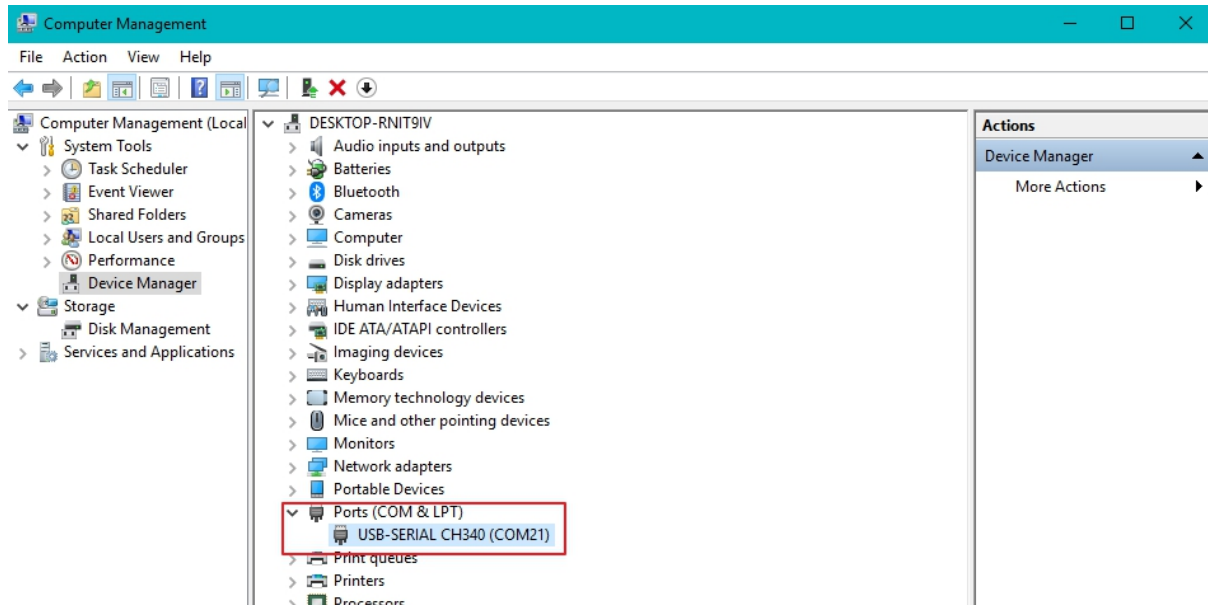 Computer Management
File Action View Help
Computer Management (Local
System Tools
Task Scheduler
Event Viewer
Shared Folders
Local Users and Groups
Performance
Device Manager
Storage
Disk Management
Services and Applications
DESKTOP-RNIT9IV
Audio inputs and outputs
Batteries
Bluetooth
Cameras
Computer
Disk drives
Display adapters
Human Interface Devices
IDE ATA/ATAPI controllers
Imaging devices
Keyboards
Memory technology devices
Mice and other pointing devices
Monitors
Network adapters
Portable Devices
Ports (COM & LPT)
USB-SERIAL CH340 (COM21)
Print queues
Printers
Processors
Actions
Device Manager
More Actions